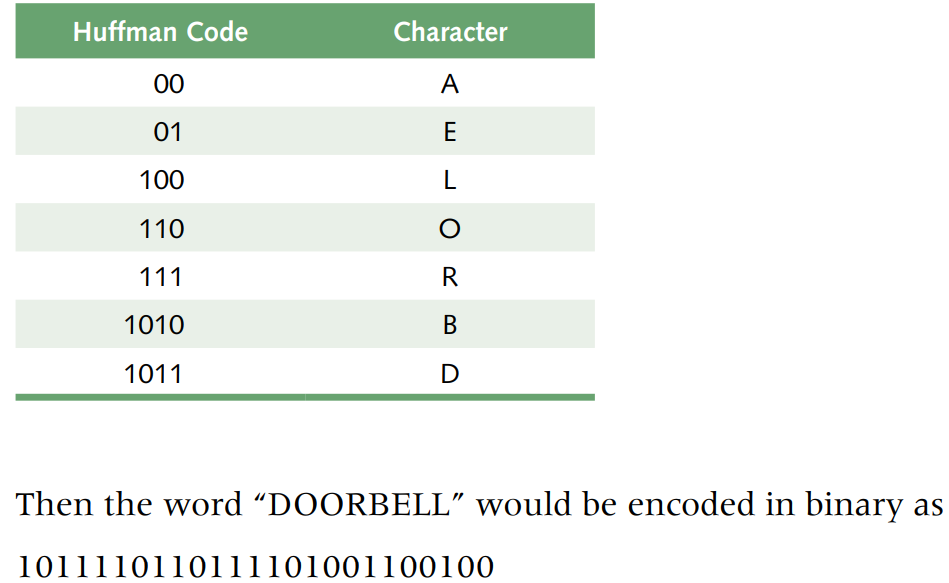 Huffman Code Character
00 A
01 E
100 L
110 O
111 R
1010 B
1011 D
Then the word “DOORBELL” would be encoded in binary as
1011110110111101001100100